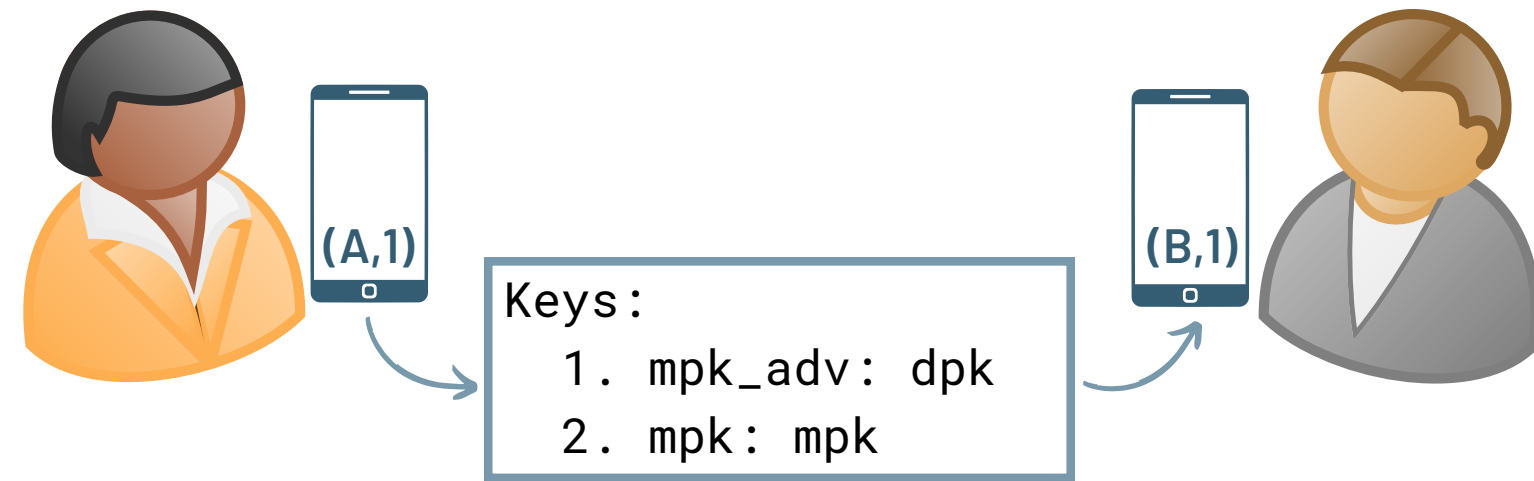 (A,1)
(B,1)
Keys:
1. mpk_adv: dpk
2. mpk: mpk